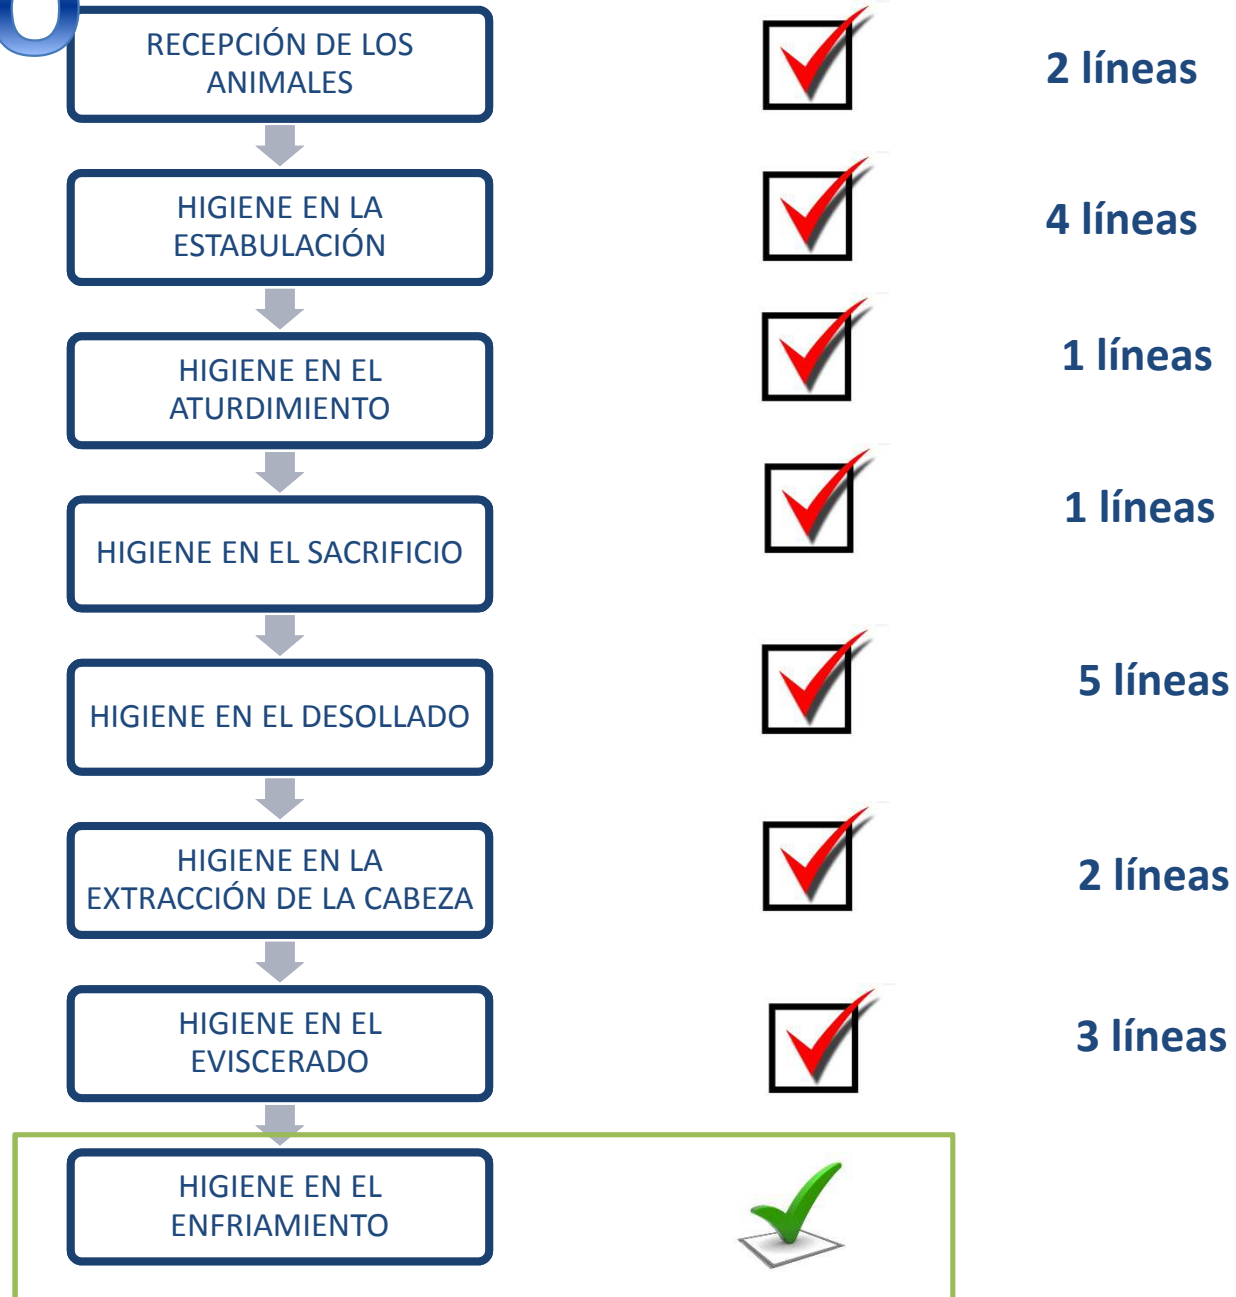 RECEPCIÓN DE LOS
ANIMALES
2 líneas
HIGIENE EN LA
ESTABULACIÓN
4 líneas
HIGIENE EN EL
ATURDIMIENTO
1 líneas
HIGIENE EN EL SACRIFICIO
1 líneas
HIGIENE EN EL DESOLLADO
5 líneas
HIGIENE EN LA
EXTRACCIÓN DE LA CABEZA
2 líneas
HIGIENE EN EL
EVISCERADO
3 líneas
HIGIENE EN EL
ENFRIAMIENTO